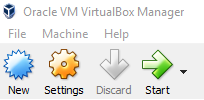 Oracle VM VirtualBox Manager
File Machine Help
New Settings Discard Start